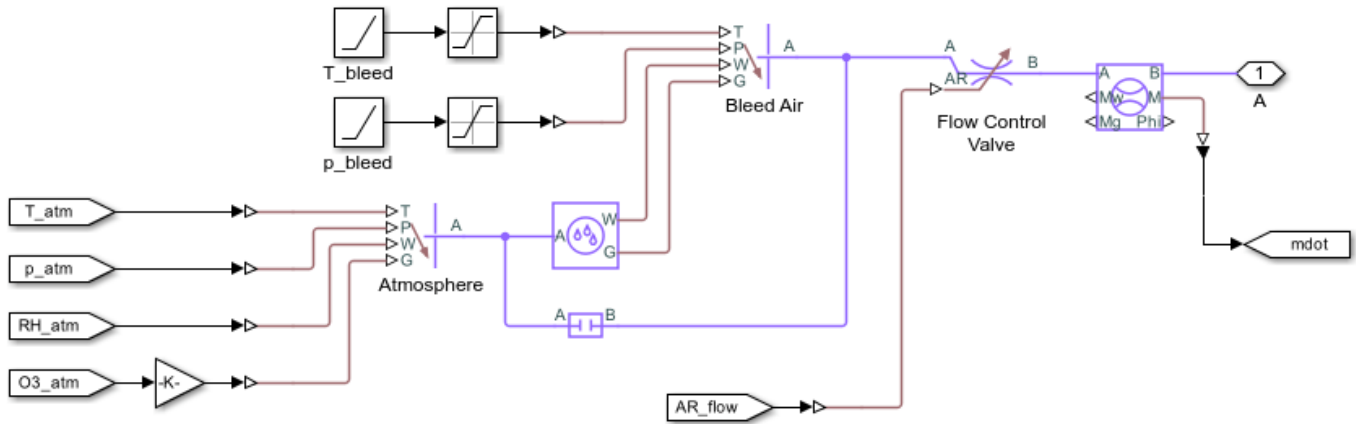 T_bleed
p_bleed
T
P
W
G
A
Bleed Air
A
AR
B
Flow Control
Valve
A
B
Mw
M
Mg
Phi
1
A
T_atm
p_atm
RH_atm
O3_atm
-K-
T
P
W
G
A
Atmosphere
A
W
G
A
B
AR_flow
mdot